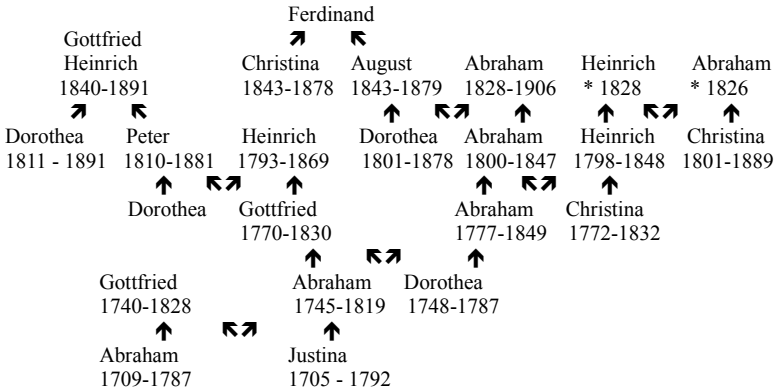 Ferdinand
Gottfried
Heinrich Christina August Abraham Heinrich Abraham
1840-1891 1843-1878 1843-1879 1828-1906 * 1828 * 1826
Dorothea Peter Heinrich Dorothea Abraham Heinrich Christina
1811 - 1891 1810-1881 1793-1869 1801-1878 1800-1847 1798-1848 1801-1889
Dorothea Gottfried Abraham Christina
1770-1830 1777-1849 1772-1832
Gottfried Abraham Dorothea
1740-1828 1745-1819 1748-1787
Abraham Justina
1709-1787 1705 - 1792